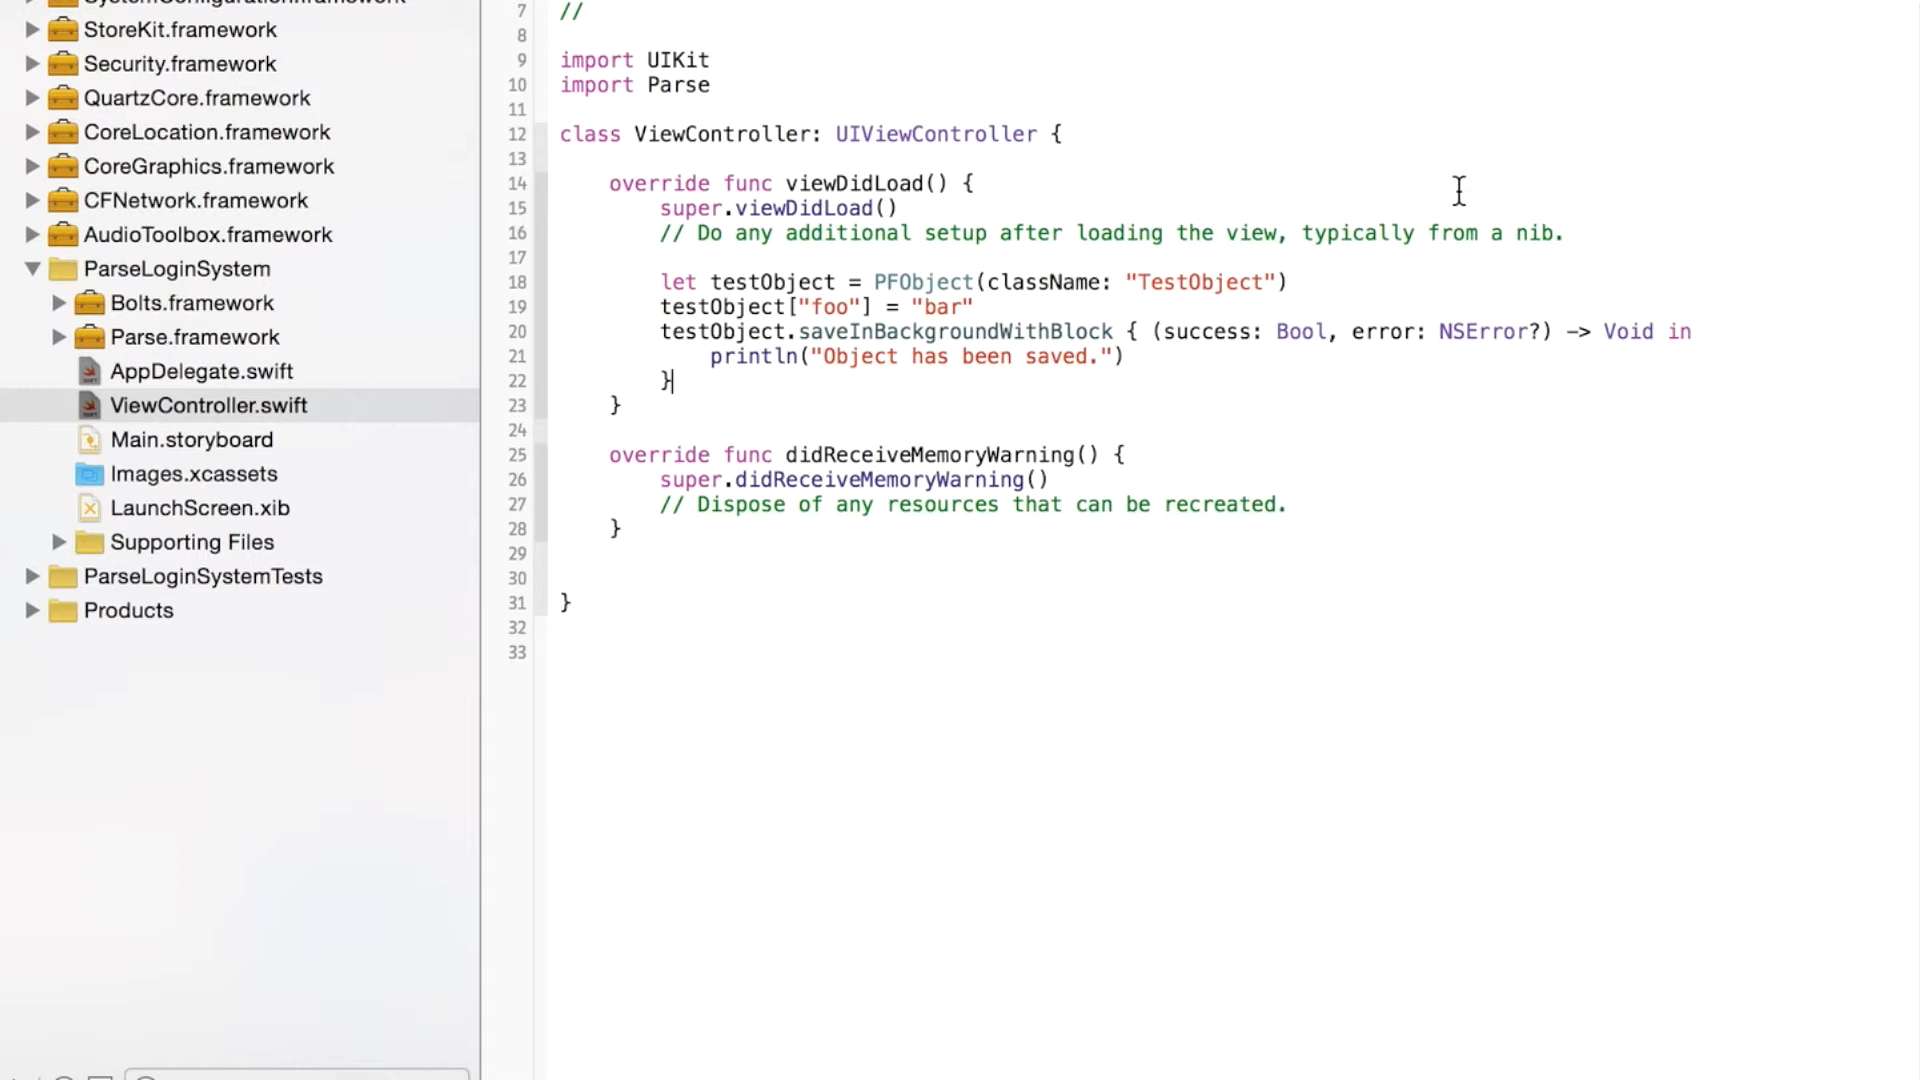 SystemConfiguration.framework
StoreKit.framework
Security.framework
QuartzCore.framework
CoreLocation.framework
CoreGraphics.framework
CFNetwork.framework
AudioToolbox.framework
ParseLoginSystem
Bolts.framework
Parse.framework
AppDelegate.swift
ViewController.swift
Main.storyboard
Images.xcassets
LaunchScreen.xib
Supporting Files
ParseLoginSystemTests
Products
7 //
8
9 import UIKit
10 import Parse
11
12 class ViewController: UIViewController {
13
14     override func viewDidLoad() {
15         super.viewDidLoad()
16         // Do any additional setup after loading the view, typically from a nib.
17
18         let testObject = PFObject(className: "TestObject")
19         testObject["foo"] = "bar"
20         testObject.saveInBackgroundWithBlock { (success: Bool, error: NSError?) -> Void in
21             println("Object has been saved.")
22         }
23     }
24
25     override func didReceiveMemoryWarning() {
26         super.didReceiveMemoryWarning()
27         // Dispose of any resources that can be recreated.
28     }
29
30
31 }
32
33